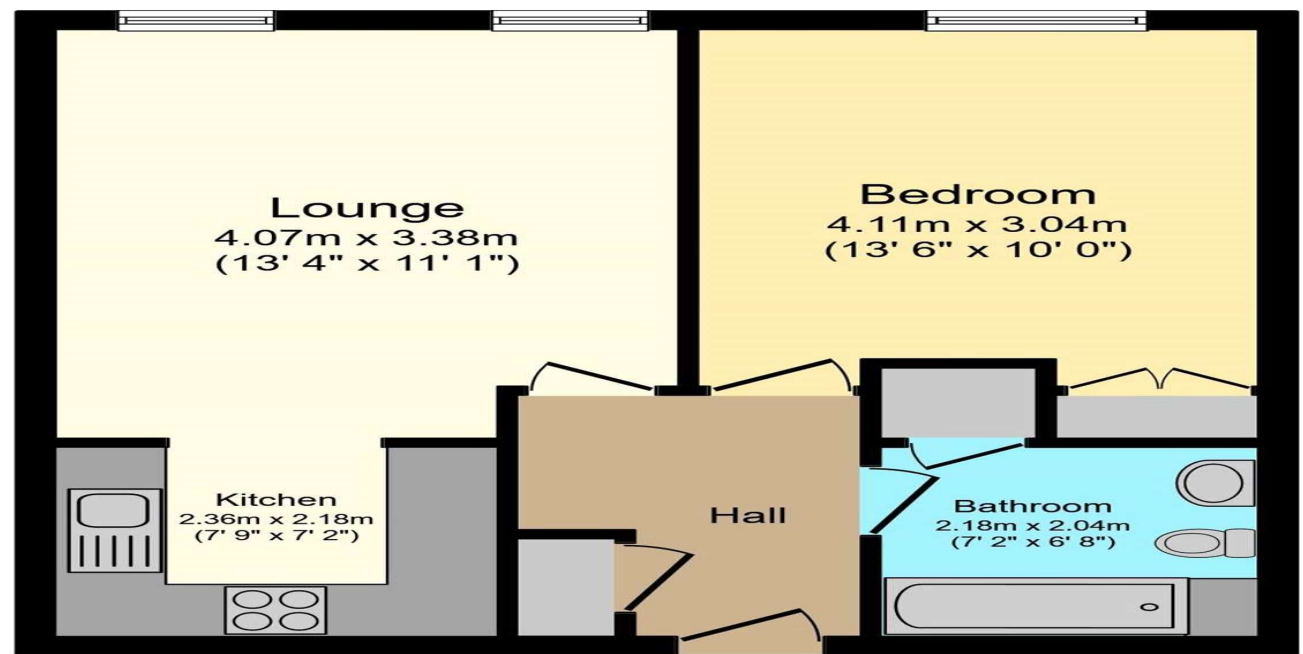 Lounge
4.07m x 3.38m
(13' 4" x 11' 1")
Bedroom
4.11m x 3.04m
(13' 6" x 10' 0")
Kitchen
2.36m x 2.18m
(7' 9" x 7' 2")
Hall
Bathroom
2.18m x 2.04m
(7' 2" x 6' 8")